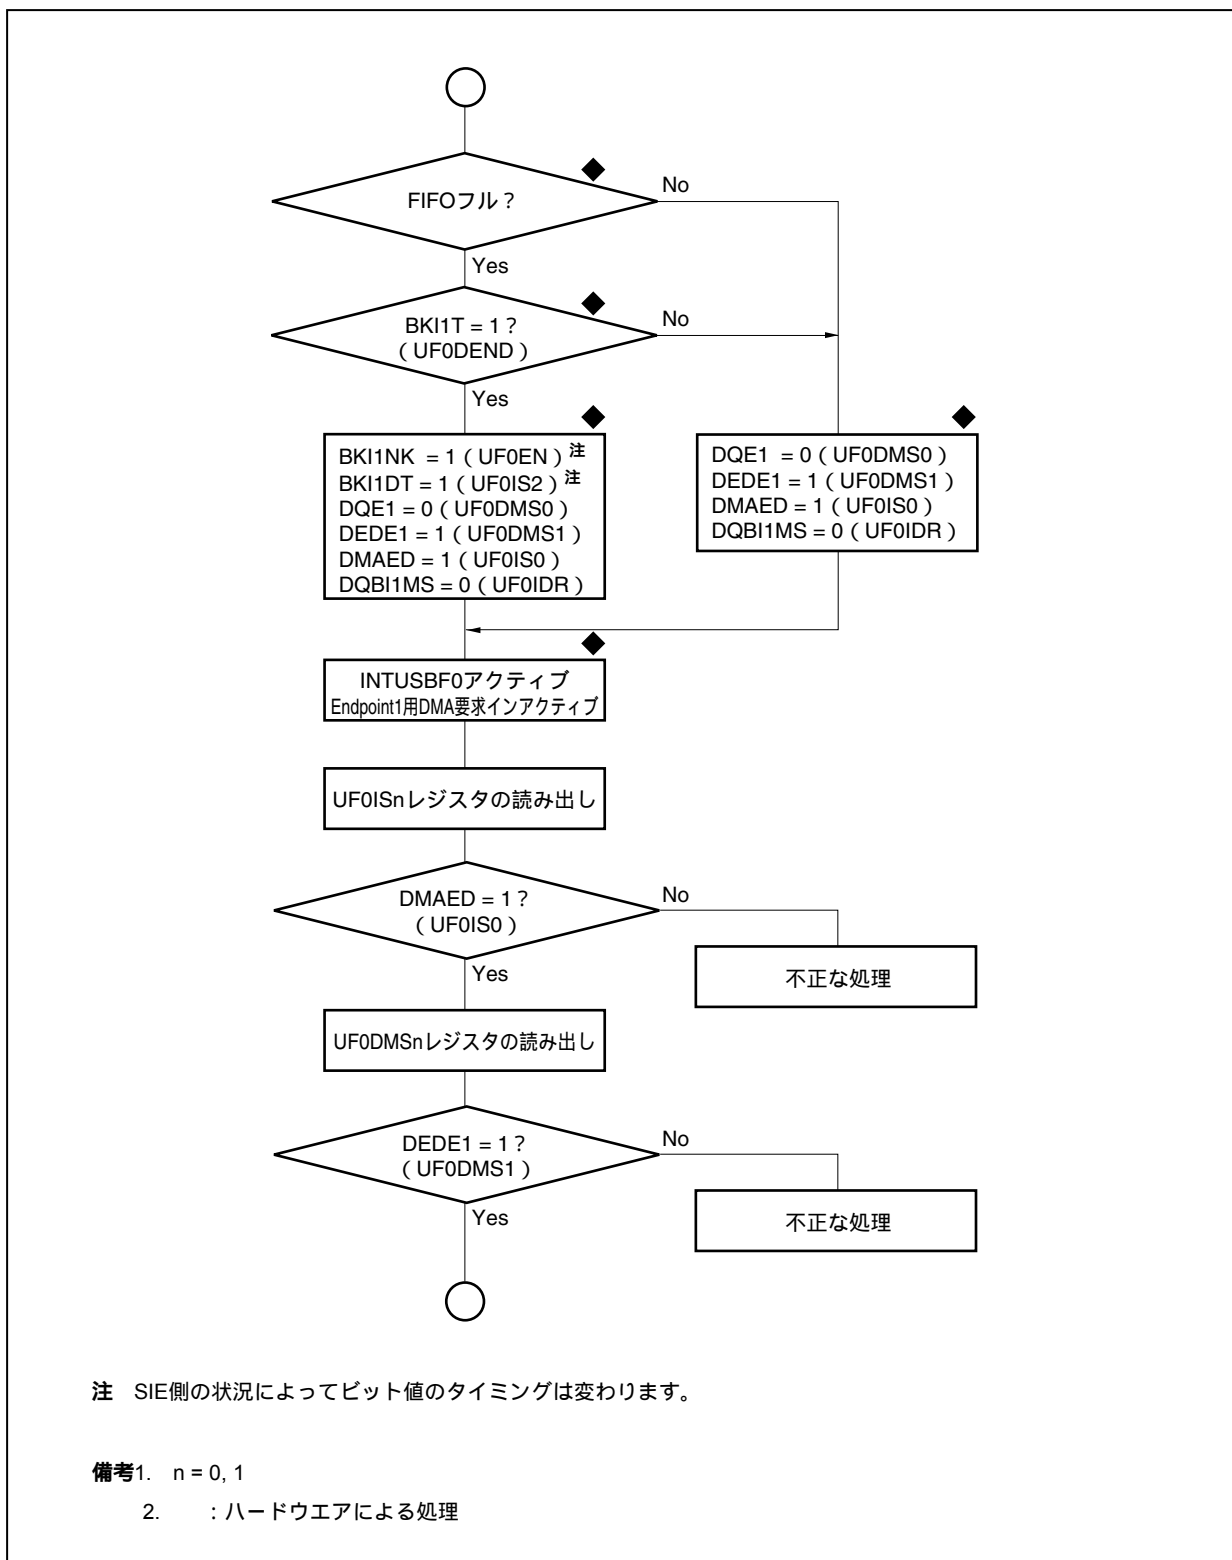 FIFOフル？
No
Yes
BKI1T = 1？
（UF0DEND）
No
Yes
BKI1NK = 1（UF0EN）注
BKI1DT = 1（UF0IS2）注
DQE1 = 0（UF0DMS0）
DEDE1 = 1（UF0DMS1）
DMAED = 1（UF0IS0）
DQBI1MS = 0（UF0IDR）
DQE1 = 0（UF0DMS0）
DEDE1 = 1（UF0DMS1）
DMAED = 1（UF0IS0）
DQBI1MS = 0（UF0IDR）
INTUSBF0アクティブ
Endpoint1用DMA要求インアクティブ
UF0ISnレジスタの読み出し
DMAED = 1？
（UF0IS0）
No
Yes
不正な処理
UF0DMSnレジスタの読み出し
DEDE1 = 1？
（UF0DMS1）
No
Yes
不正な処理
注　SIE側の状況によってビット値のタイミングは変わります。
備考1.　n = 0, 1
2.　　：ハードウエアによる処理